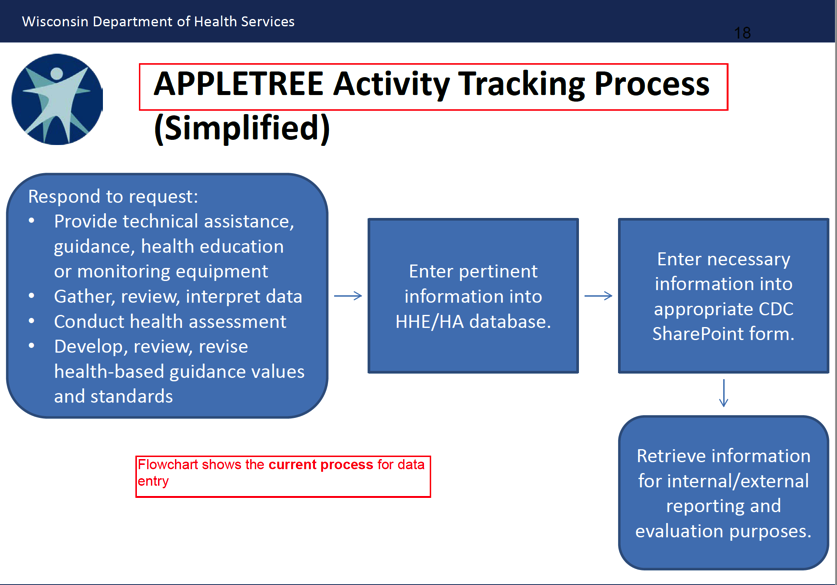 Wisconsin Department of Health Services
18
APPLETREE Activity Tracking Process
(Simplified)
Respond to request:
• Provide technical assistance,
guidance, health education
or monitoring equipment
• Gather, review, interpret data
• Conduct health assessment
• Develop, review, revise
health-based guidance values
and standards
Enter pertinent
information into
HHE/HA database.
Enter necessary
information into
appropriate CDC
SharePoint form.
Retrieve information
for internal/external
reporting and
evaluation purposes.
Flowchart shows the current process for data
entry